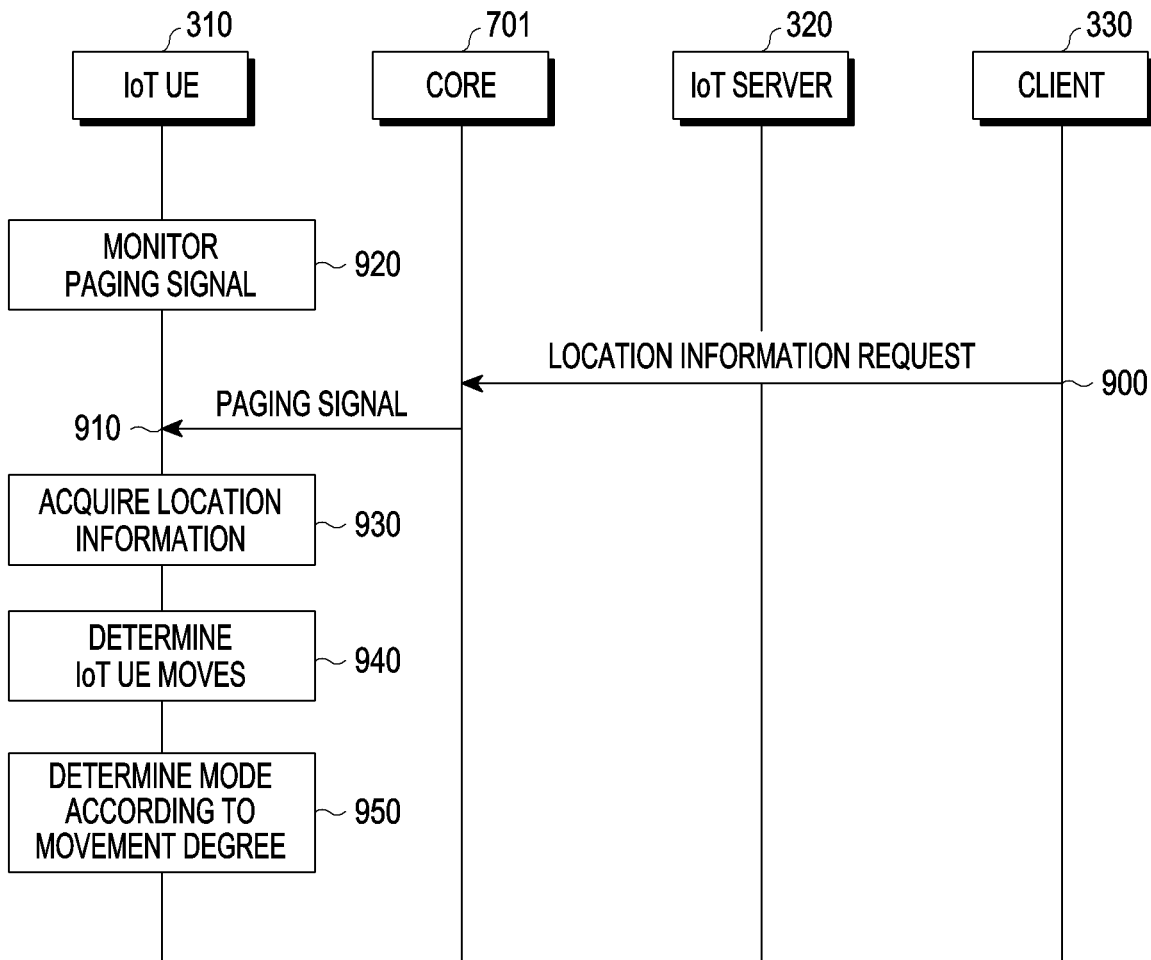 310
701
320
330
IoT UE
CORE
IoT SERVER
CLIENT
MONITOR
PAGING SIGNAL
920
LOCATION INFORMATION REQUEST
900
PAGING SIGNAL
910
ACQUIRE LOCATION
INFORMATION
930
DETERMINE
IoT UE MOVES
940
DETERMINE MODE
ACCORDING TO
MOVEMENT DEGREE
950